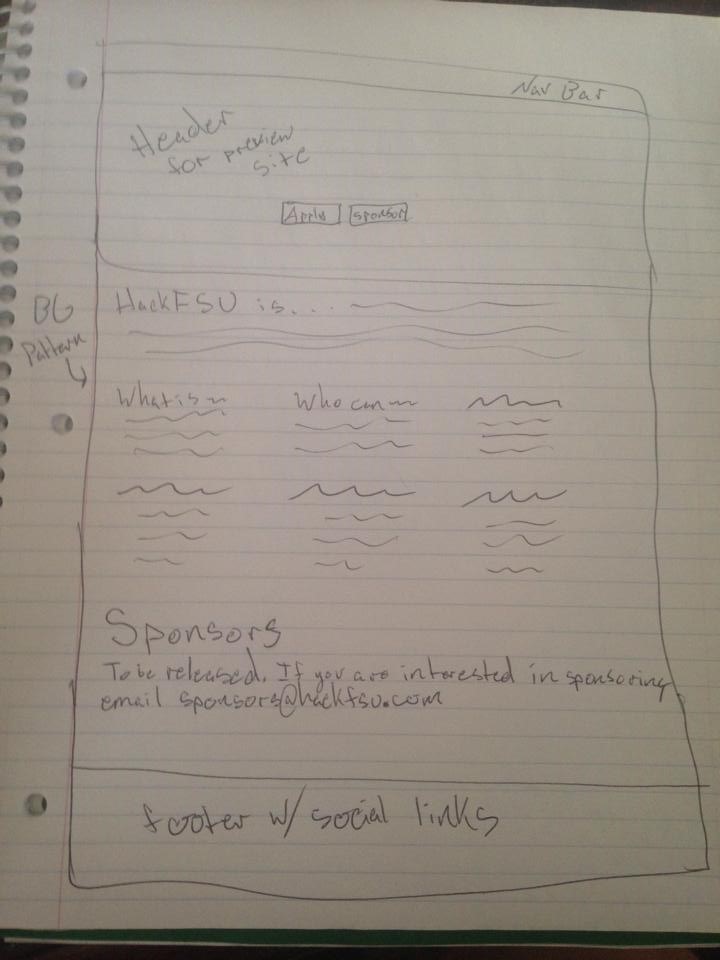 Nav Bar
Header
for preview
site
Apply sponsor
HackFSU is...
BG
Pattern
What is
Who can
Sponsors
To be released. If you are interested in sponsoring
email sponsors@hackfsu.com
footer w/ social links